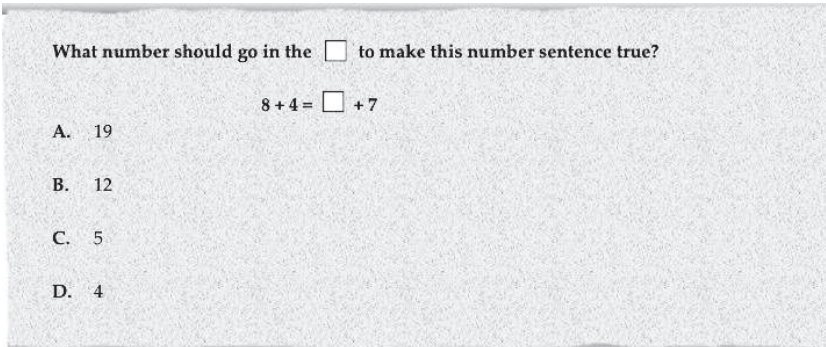 What number should go in the □ to make this number sentence true?
8 + 4 = □ + 7
A. 19
B. 12
C. 5
D. 4